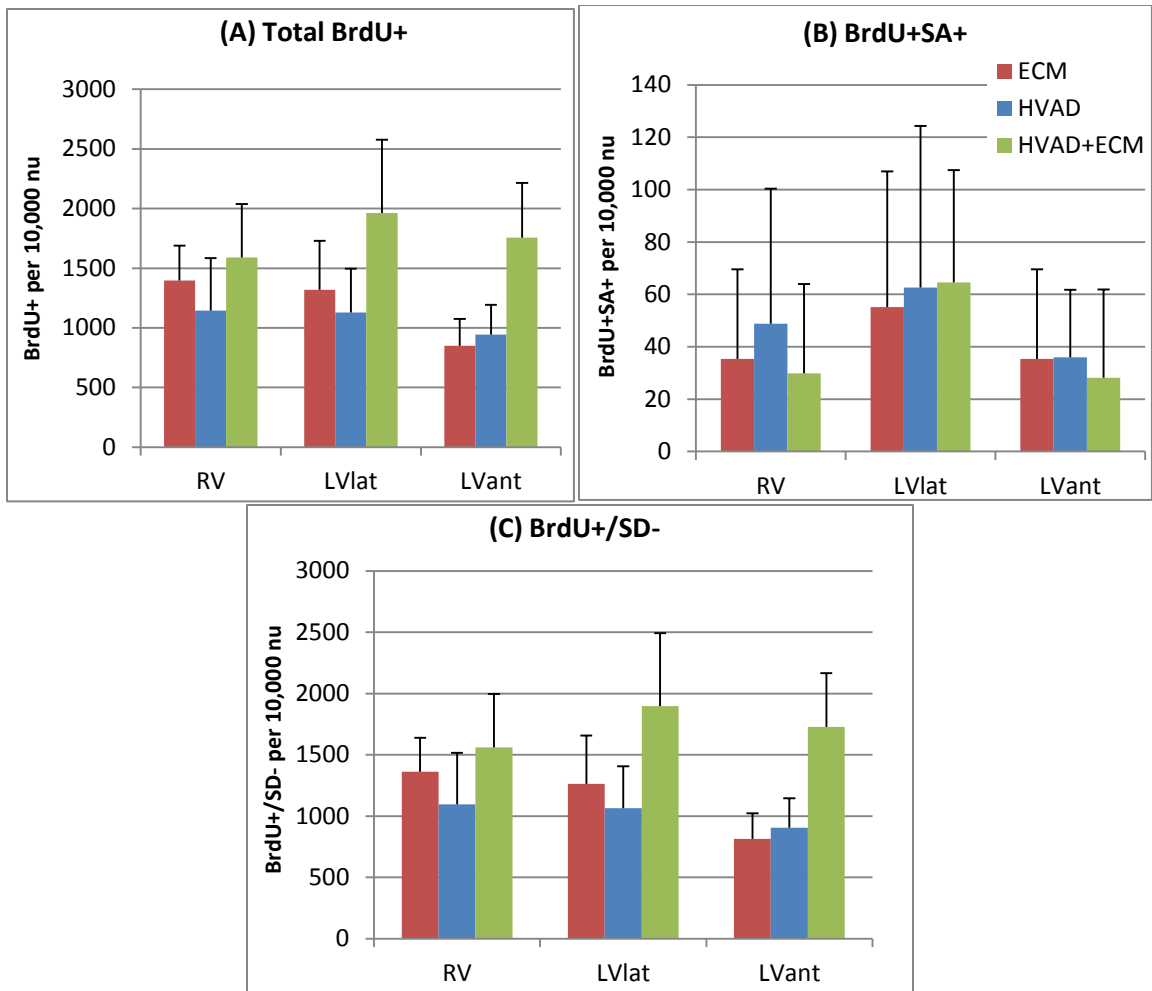 (A) Total BrdU+
BrdU+ per 10,000 nu
3000
2500
2000
1500
1000
500
0
RV LVlat LVant
(B) BrdU+SA+
ECM
HVAD
HVAD+ECM
BrdU+SA+ per 10,000 nu
140
120
100
80
60
40
20
0
RV LVlat LVant
(C) BrdU+/SD-
BrdU+/SD- per 10,000 nu
3000
2500
2000
1500
1000
500
0
RV LVlat LVant